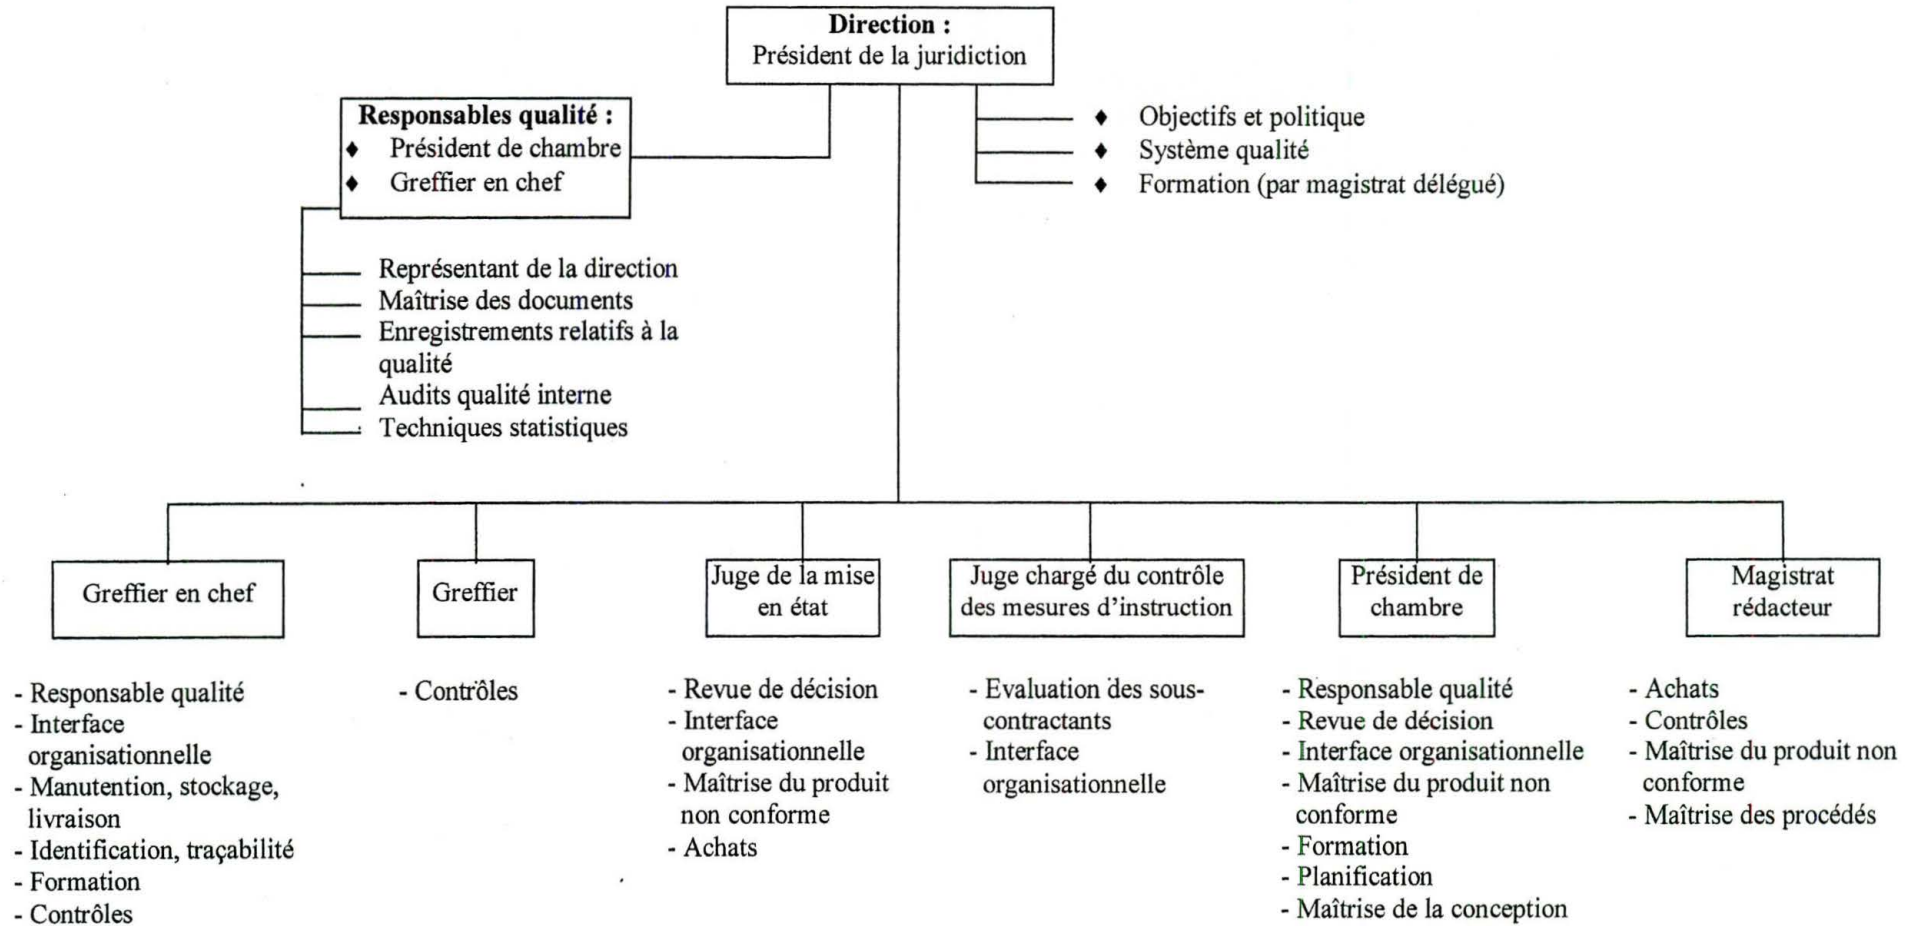 Direction :
Président de la juridiction
Responsables qualité :
♦ Président de chambre
♦ Greffier en chef
♦ Objectifs et politique
♦ Système qualité
♦ Formation (par magistrat délégué)
Représentant de la direction
Maîtrise des documents
Enregistrements relatifs à la
qualité
Audits qualité interne
Techniques statistiques
Greffier en chef
- Responsable qualité
- Interface
organisationnelle
- Manutention, stockage,
livraison
- Identification, traçabilité
- Formation
- Contrôles
Greffier
- Contrôles
Juge de la mise
en état
- Revue de décision
- Interface
organisationnelle
- Maîtrise du produit
non conforme
- Achats
Juge chargé du contrôle
des mesures d'instruction
- Evaluation des sous-
contractants
- Interface
organisationnelle
Président de
chambre
- Responsable qualité
- Revue de décision
- Interface organisationnelle
- Maîtrise du produit non
conforme
- Formation
- Planification
- Maîtrise de la conception
Magistrat
rédacteur
- Achats
- Contrôles
- Maîtrise du produit non
conforme
- Maîtrise des procédés